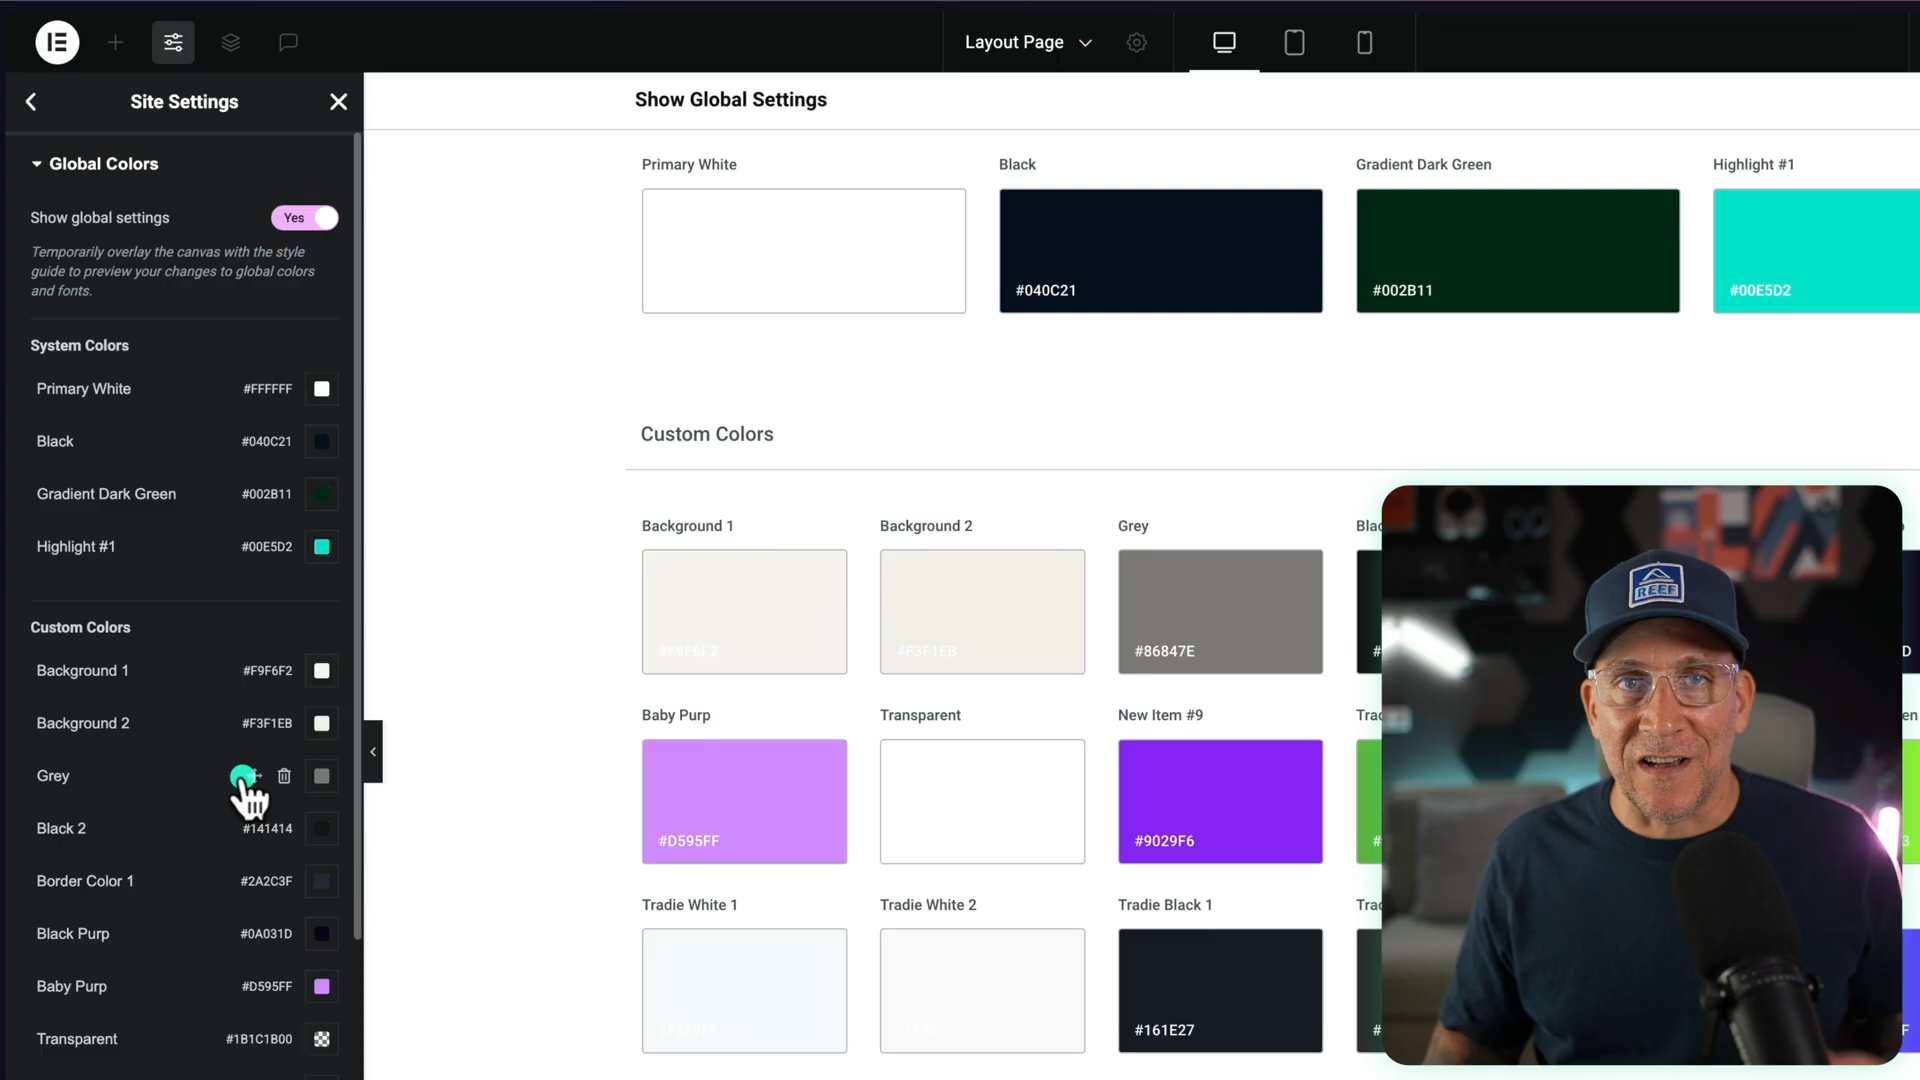 Layout Page
Site Settings
Global Colors
Show global settings
Yes
Temporarily overlay the canvas with the style
guide to preview your changes to global colors
and fonts.
System Colors
Primary White #FFFFFF
Black #040C21
Gradient Dark Green #002B11
Highlight #1 #00E5D2
Custom Colors
Background 1 #F9F6F2
Background 2 #F3F1EB
Grey
Black 2 #141414
Border Color 1 #2A2C3F
Black Purp #0A031D
Baby Purp #D595FF
Transparent #1B1C1B00
Show Global Settings
Primary White Black Gradient Dark Green Highlight #1
#040C21 #002B11 #00E5D2
Custom Colors
Background 1 Background 2 Grey
#F9F6F2 #F3F1EB #86847E
Baby Purp Transparent New Item #9
#D595FF #9029F6
Tradie White 1 Tradie White 2 Tradie Black 1
#161E27
REEF